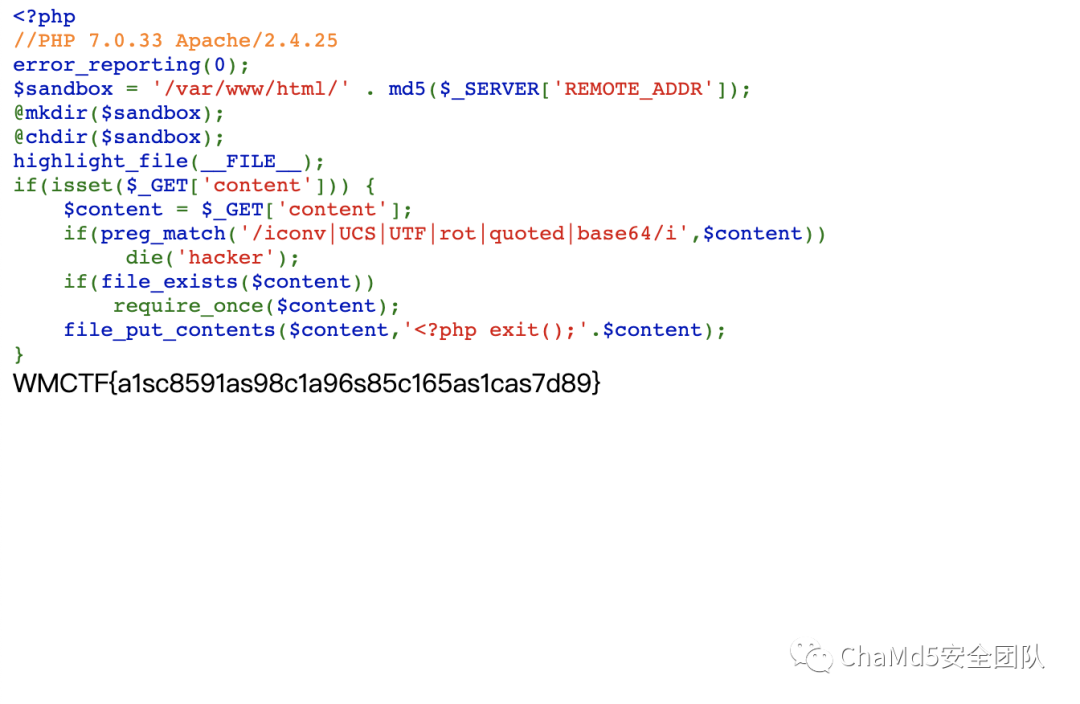 <?php
//PHP 7.0.33 Apache/2.4.25
error_reporting(0);
$sandbox = '/var/www/html/' . md5($_SERVER['REMOTE_ADDR']);
@mkdir($sandbox);
@chdir($sandbox);
highlight_file(__FILE__);
if(isset($_GET['content'])) {
    $content = $_GET['content'];
    if(preg_match('/iconv|UCS|UTF|rot|quoted|base64/i',$content))
         die('hacker');
    if(file_exists($content))
        require_once($content);
    file_put_contents($content,'<?php exit();'.$content);
}
WMCTF{a1sc8591as98c1a96s85c165as1cas7d89}
ChaMd5安全团队